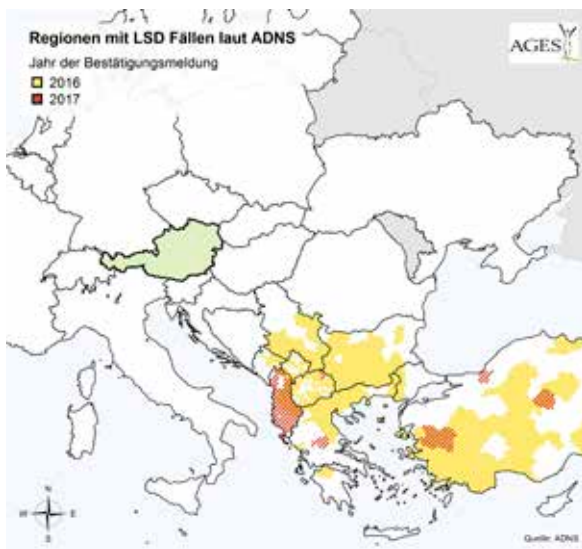 Regionen mit LSD Fällen laut ADNS
Jahr der Bestätigungsmeldung
2016
2017
AGES
N
W E
S
Quelle: ADNS